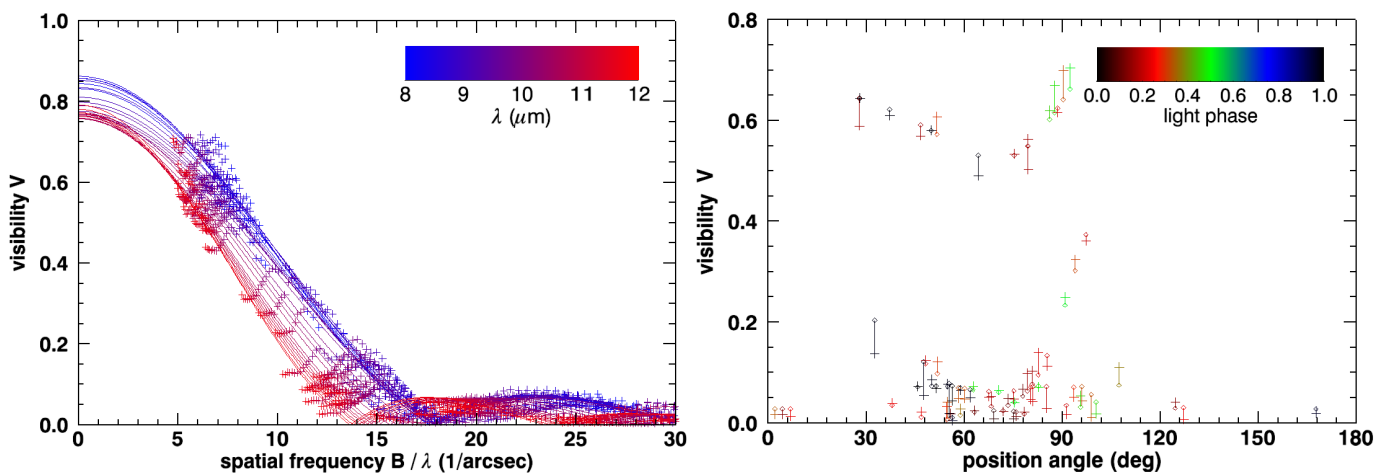 1.0
0.8
0.6
0.4
0.2
0.0
visibility V
8 9 10 11 12
λ (μm)
0 5 10 15 20 25 30
spatial frequency B / λ (1/arcsec)
0.8
0.6
0.4
0.2
0.0
visibility V
0.0 0.2 0.4 0.6 0.8 1.0
light phase
0 30 60 90 120 150 180
position angle (deg)